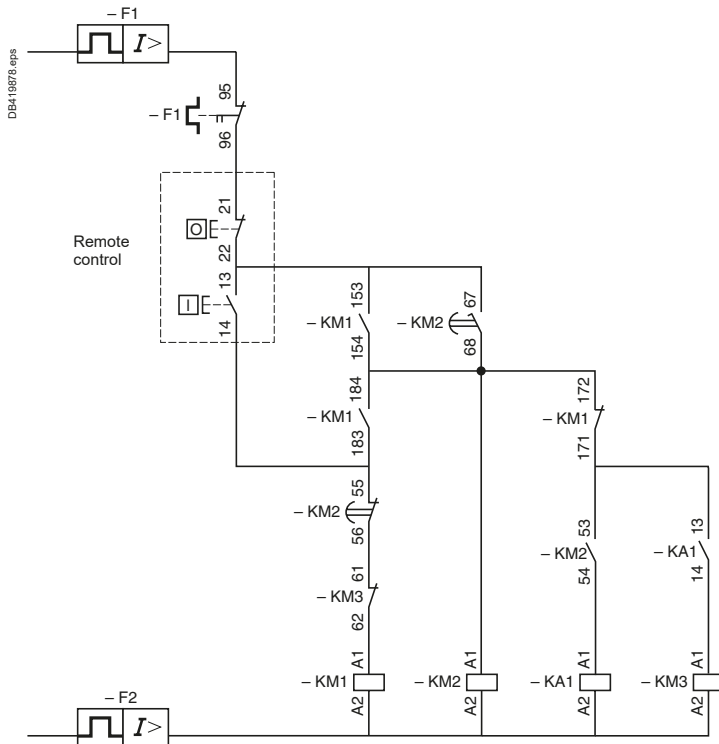 – F1
I>
DB419878.eps
95
– F1
96
21
O
22
Remote
control
13
I
14
153
– KM1
154
67
– KM2
68
184
– KM1
183
172
– KM1
171
55
– KM2
56
53
– KM2
54
13
– KA1
14
61
– KM3
62
A1
– KM1
A2
A1
– KM2
A2
A1
– KA1
A2
A1
– KM3
A2
– F2
I>